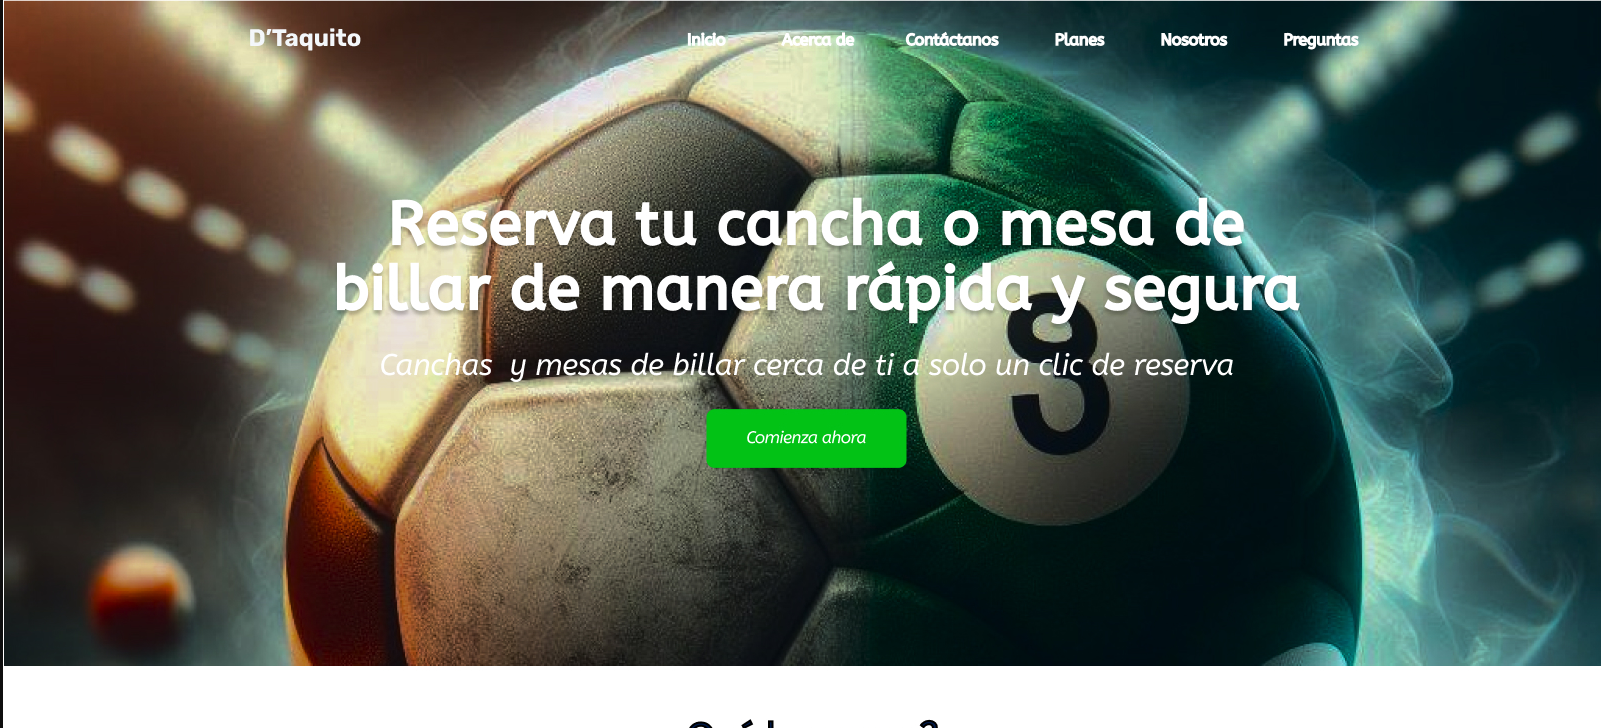 D'Taquito
Inicio Acerca de Contáctanos Planes Nosotros Preguntas
Reserva tu cancha o mesa de
billar de manera rápida y segura
Canchas y mesas de billar cerca de ti a solo un clic de reserva
Comienza ahora